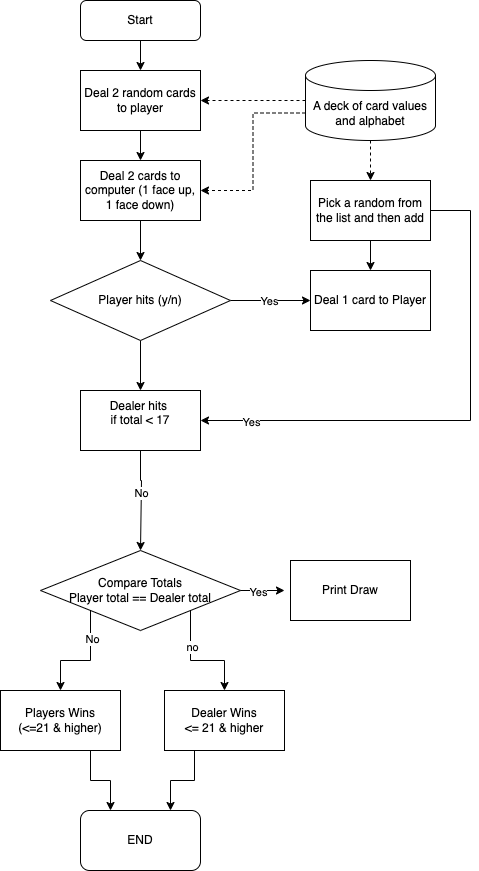 Start
Deal 2 random cards
to player
A deck of card values
and alphabet
Deal 2 cards to
computer (1 face up,
1 face down)
Pick a random from
the list and then add
Player hits (y/n)
Yes
Deal 1 card to Player
Dealer hits
if total < 17
Yes
No
Compare Totals
Player total == Dealer total
Yes
Print Draw
No
no
Players Wins
(<=21 & higher)
Dealer Wins
<= 21 & higher
END